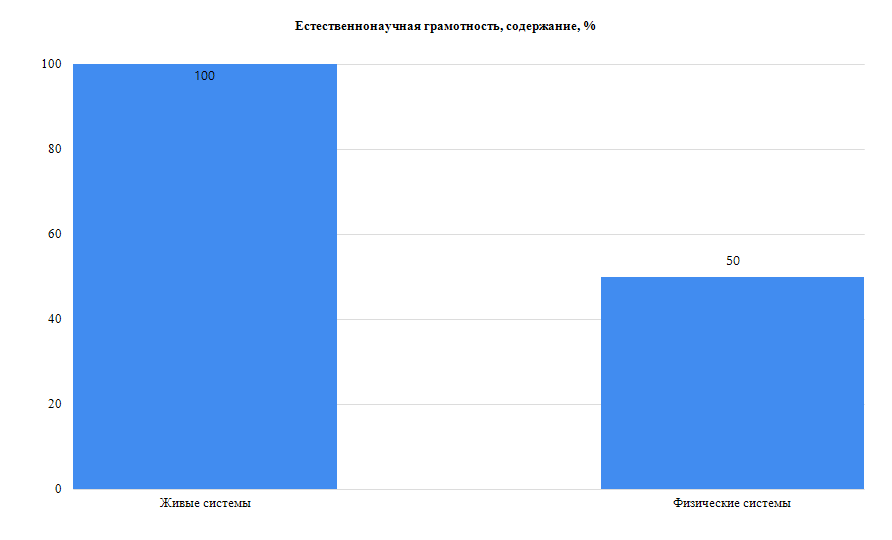 Естественнонаучная грамотность, содержание, %
100
100
80
60
50
40
20
0
Живые системы
Физические системы